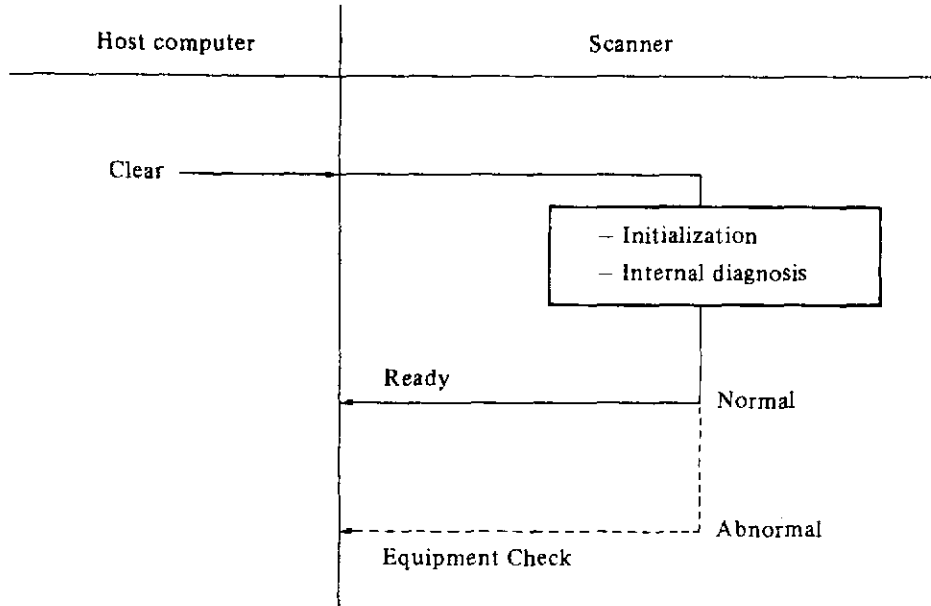 Host computer
Scanner
Clear
– Initialization
– Internal diagnosis
Ready
Normal
Abnormal
Equipment Check